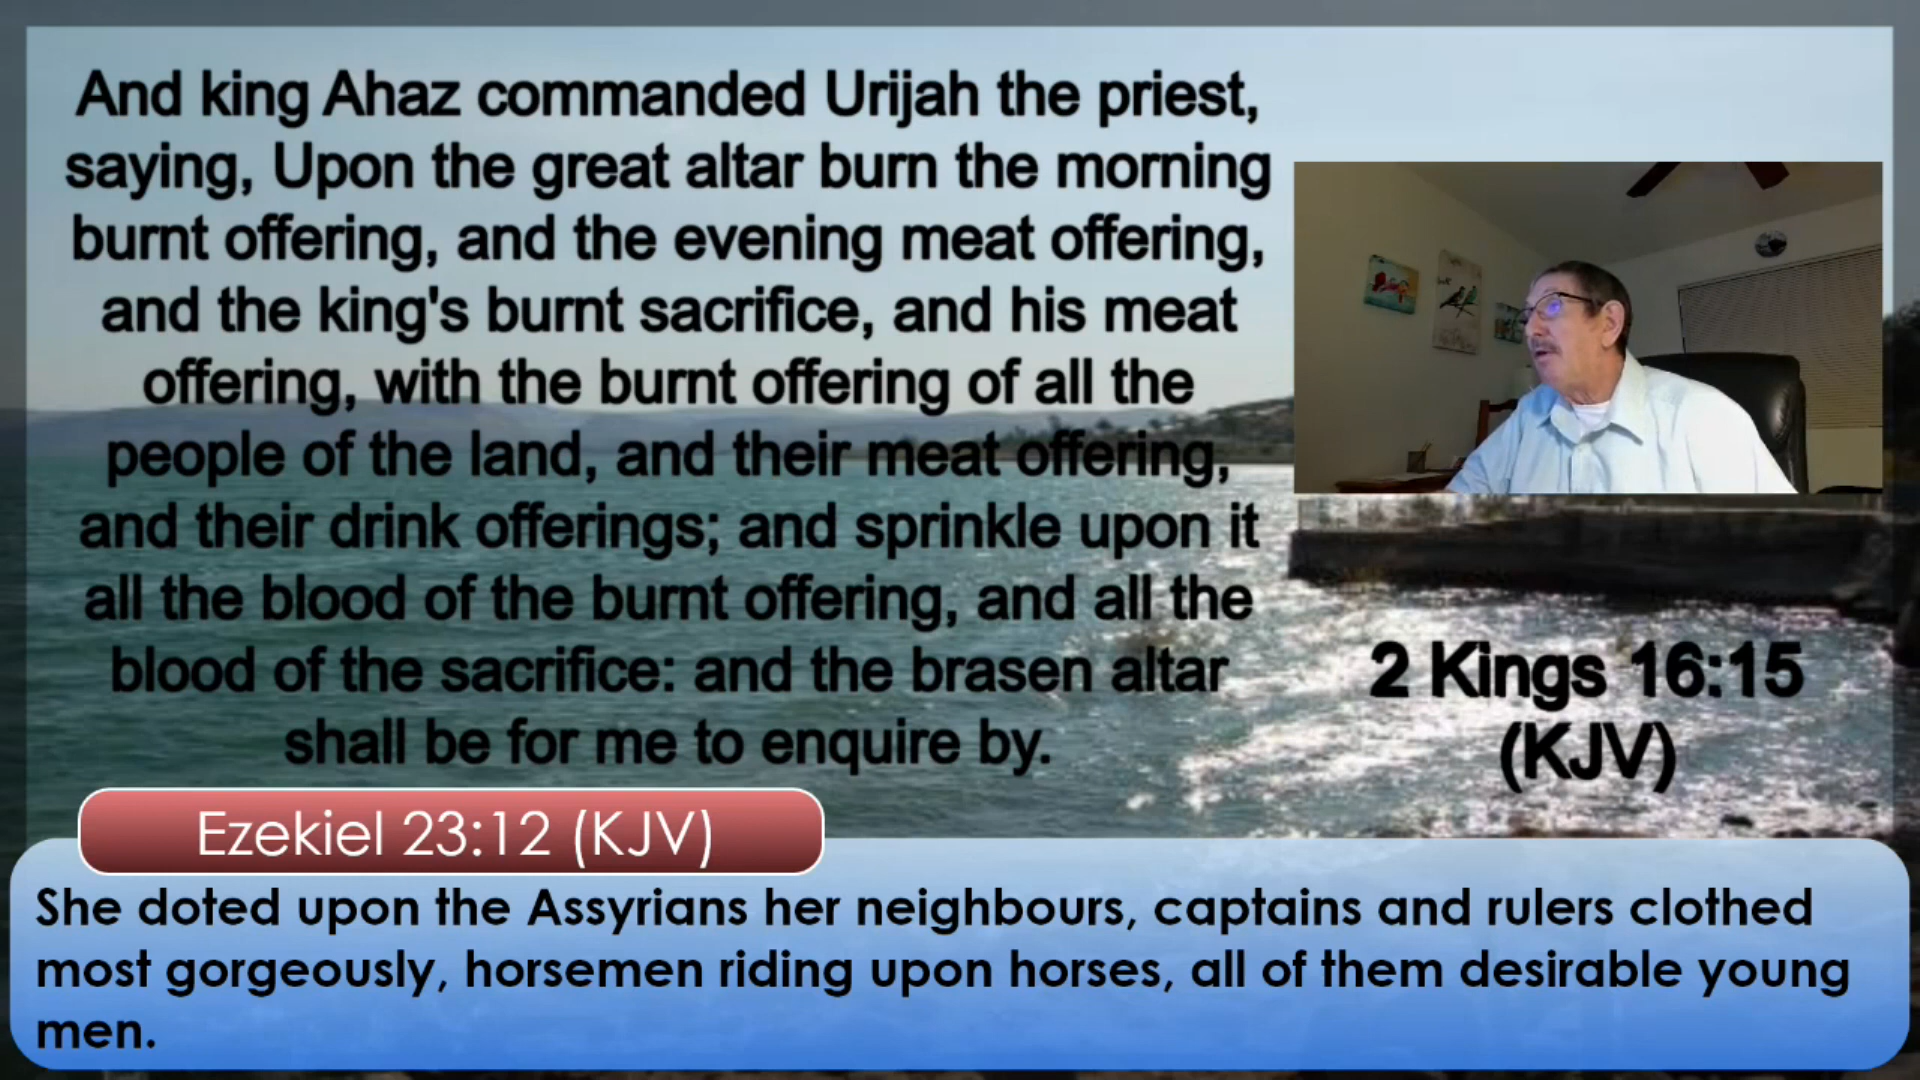 And king Ahaz commanded Urijah the priest,
saying, Upon the great altar burn the morning
burnt offering, and the evening meat offering,
and the king's burnt sacrifice, and his meat
offering, with the burnt offering of all the
people of the land, and their meat offering,
and their drink offerings; and sprinkle upon it
all the blood of the burnt offering, and all the
blood of the sacrifice: and the brasen altar
shall be for me to enquire by.
2 Kings 16:15
(KJV)
Ezekiel 23:12 (KJV)
She doted upon the Assyrians her neighbours, captains and rulers clothed
most gorgeously, horsemen riding upon horses, all of them desirable young
men.